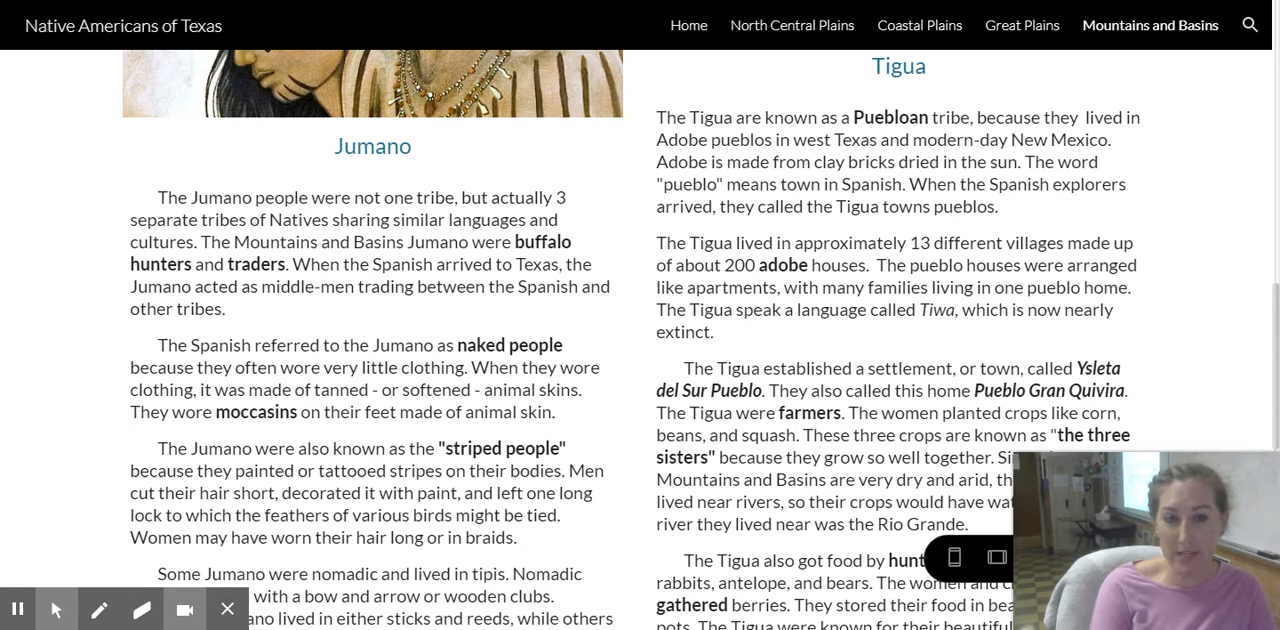 Native Americans of Texas
Home North Central Plains Coastal Plains Great Plains Mountains and Basins
Jumano
The Jumano people were not one tribe, but actually 3
separate tribes of Natives sharing similar languages and
cultures. The Mountains and Basins Jumano were buffalo
hunters and traders. When the Spanish arrived to Texas, the
Jumano acted as middle-men trading between the Spanish and
other tribes.
The Spanish referred to the Jumano as naked people
because they often wore very little clothing. When they wore
clothing, it was made of tanned - or softened - animal skins.
They wore moccasins on their feet made of animal skin.
The Jumano were also known as the "striped people"
because they painted or tattooed stripes on their bodies. Men
cut their hair short, decorated it with paint, and left one long
lock to which the feathers of various birds might be tied.
Women may have worn their hair long or in braids.
Some Jumano were nomadic and lived in tipis. Nomadic
with a bow and arrow or wooden clubs.
lived in either sticks and reeds, while others
Tigua
The Tigua are known as a Puebloan tribe, because they lived in
Adobe pueblos in west Texas and modern-day New Mexico.
Adobe is made from clay bricks dried in the sun. The word
"pueblo" means town in Spanish. When the Spanish explorers
arrived, they called the Tigua towns pueblos.
The Tigua lived in approximately 13 different villages made up
of about 200 adobe houses. The pueblo houses were arranged
like apartments, with many families living in one pueblo home.
The Tigua speak a language called Tiwa, which is now nearly
extinct.
The Tigua established a settlement, or town, called Ysleta
del Sur Pueblo. They also called this home Pueblo Gran Quivira.
The Tigua were farmers. The women planted crops like corn,
beans, and squash. These three crops are known as "the three
sisters" because they grow so well together.
Mountains and Basins are very dry and arid,
lived near rivers, so their crops would have
river they lived near was the Rio Grande.
The Tigua also got food by
rabbits, antelope, and bears. The women and
gathered berries. They stored their food in
pots. The Tigua were known for their beautiful